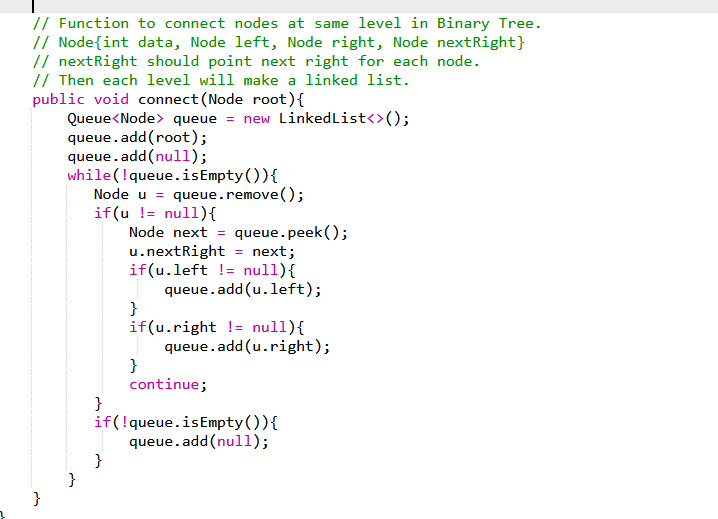 // Function to connect nodes at same level in Binary Tree.
// Node{int data, Node left, Node right, Node nextRight}
// nextRight should point next right for each node.
// Then each level will make a linked list.
public void connect(Node root){
    Queue<Node> queue = new LinkedList<>();
    queue.add(root);
    queue.add(null);
    while(!queue.isEmpty()){
       Node u = queue.remove();
       if(u != null){
           Node next = queue.peek();
           u.nextRight = next;
           if(u.left != null){
               queue.add(u.left);
           }
           if(u.right != null){
               queue.add(u.right);
           }
           continue;
       }
       if(!queue.isEmpty()){
           queue.add(null);
       }
    }
}
}